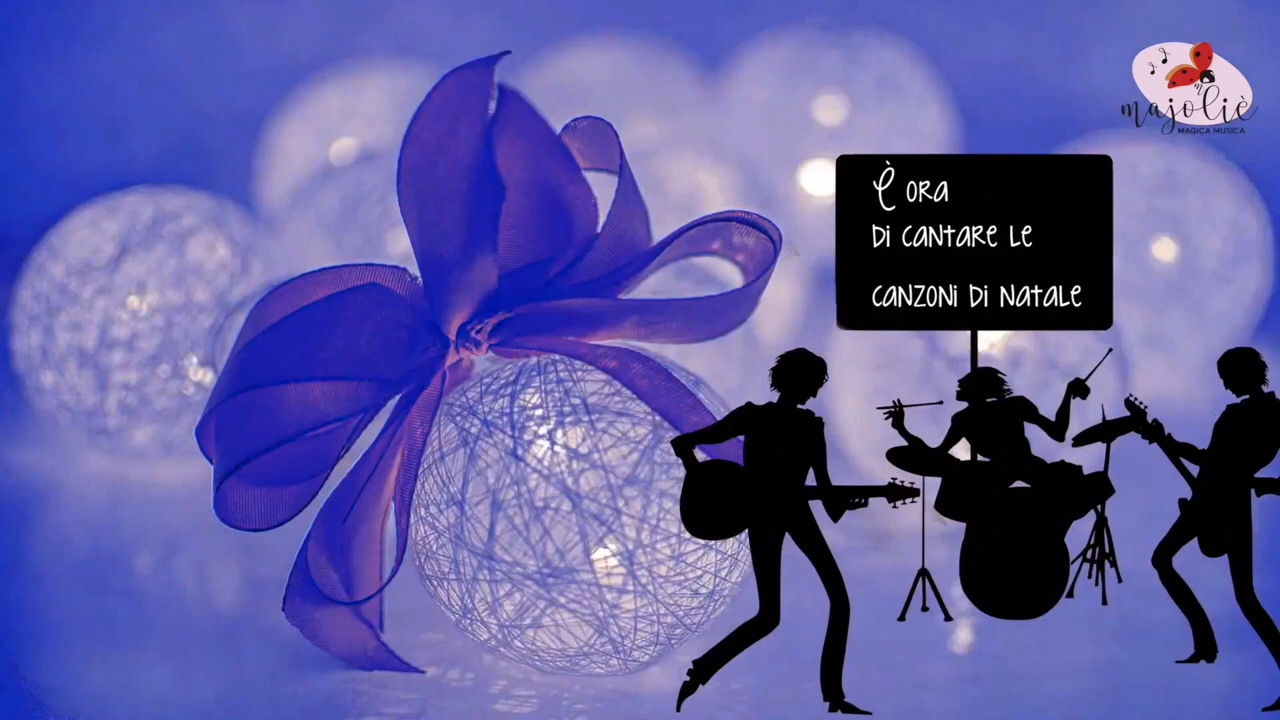 majoliè
MAGICA MUSICA
È ora
di cantare le
canzoni di natale